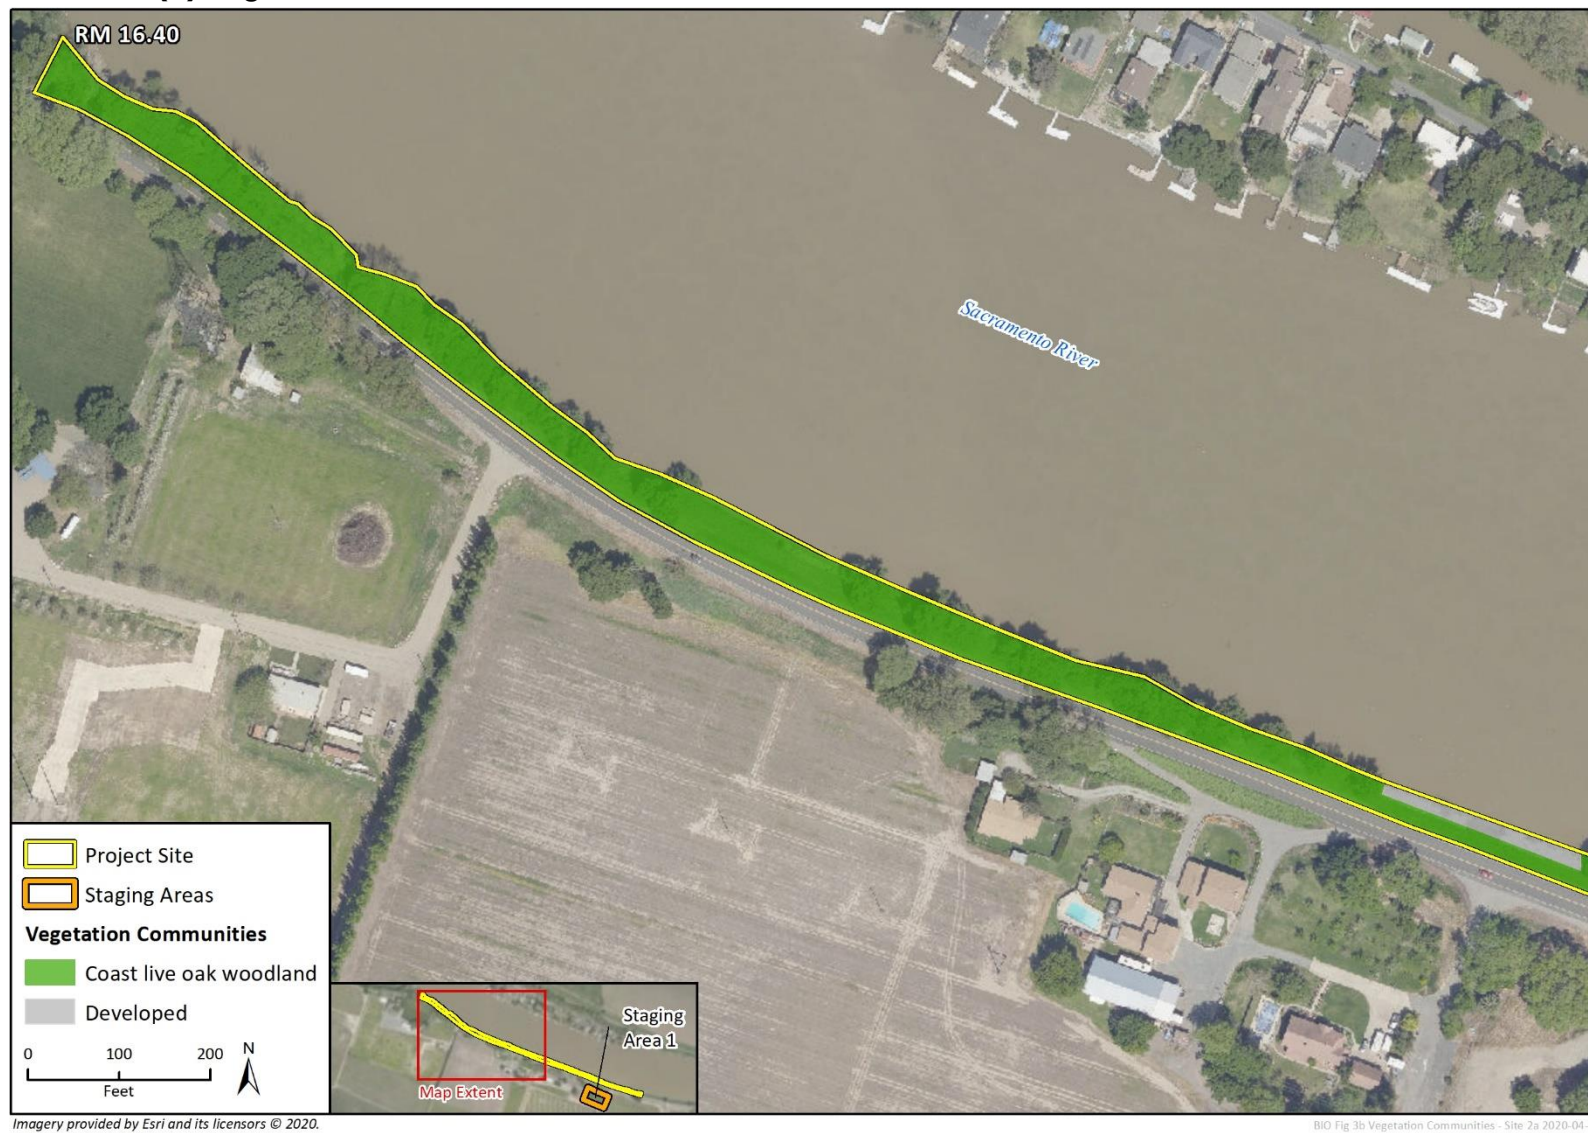 RM 16.40
Sacramento River
Project Site
Staging Areas
Vegetation Communities
Coast live oak woodland
Developed
0 100 200
Feet
N
Staging
Area 1
Map Extent
Imagery provided by Esri and its licensors © 2020.
BIO Fig 3b Vegetation Communities - Site 2a 2020-04-